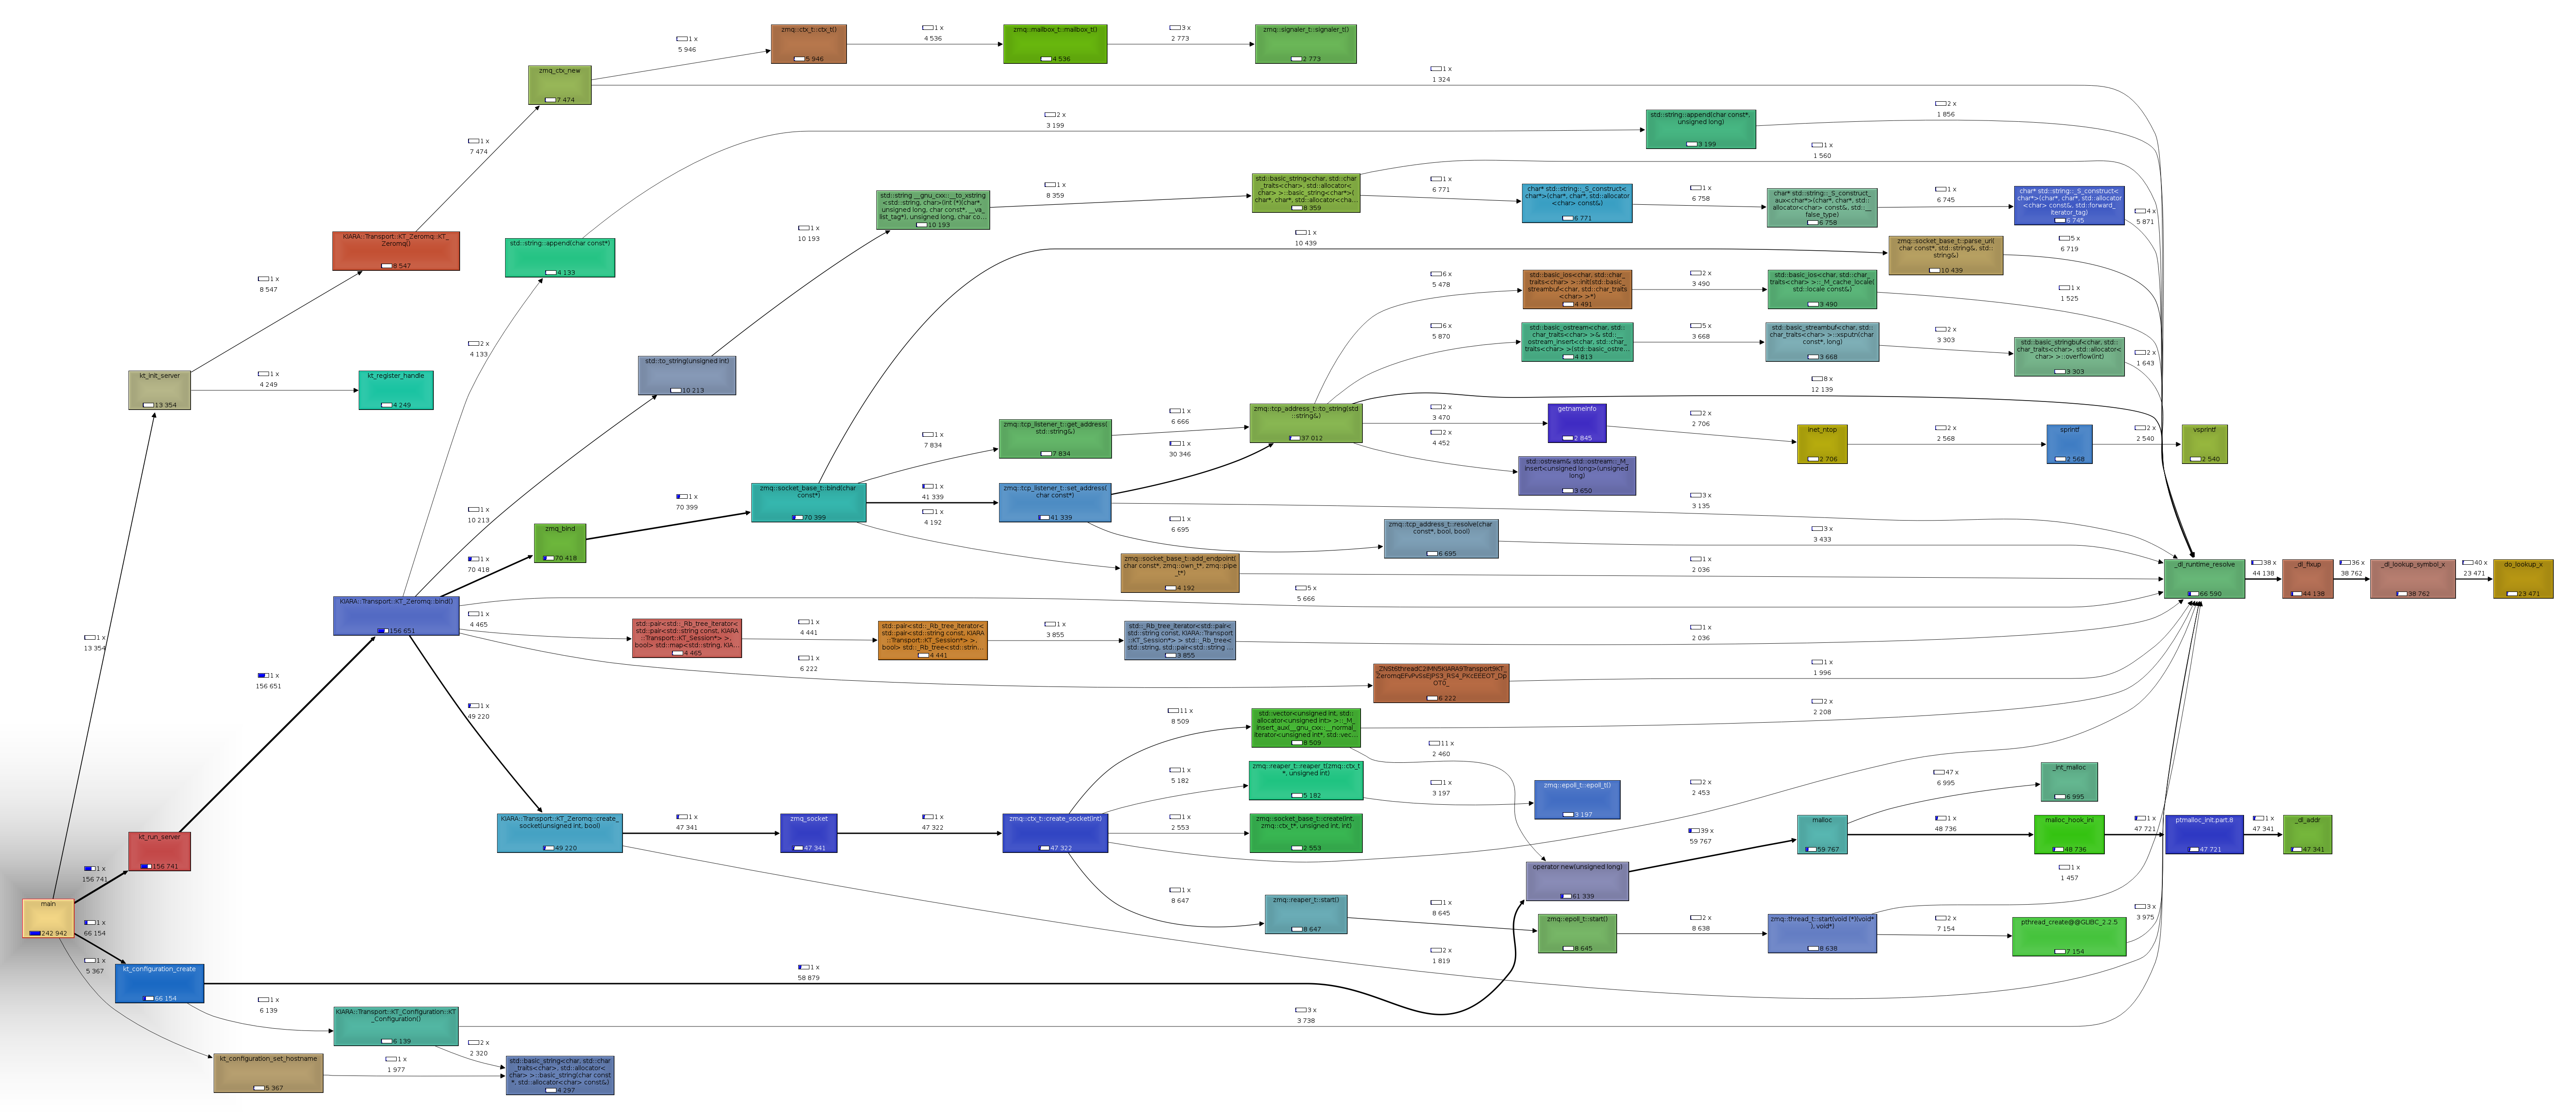 zmq::ctx_t::ctx_t()
5 946
1 x
4 536
zmq::mailbox_t::mailbox_t()
4 536
3 x
2 773
zmq::signaler_t::signaler_t()
2 773
1 x
5 946
zmq_ctx_new
7 474
1 x
1 324
1 x
7 474
2 x
3 199
std::string::append(char const*,
unsigned long)
3 199
2 x
1 856
1 x
1 560
std::string __gnu_cxx::__to_xstring
<std::string, char>(int (*)(char*,
unsigned long, char const*, __va_
list_tag*), unsigned long, char co...
10 193
1 x
8 359
std::basic_string<char, std::char
_traits<char>, std::allocator<
char> >::basic_string<char*>(
char*, char*, std::allocator<cha...
8 359
1 x
6 771
char* std::string::_S_construct<
char*>(char*, char*, std::allocator
<char> const&)
6 771
1 x
6 758
char* std::string::_S_construct_
aux<char*>(char*, char*, std::
allocator<char> const&, std::__
false_type)
6 758
1 x
6 745
char* std::string::_S_construct<
char*>(char*, char*, std::allocator
<char> const&, std::forward_
iterator_tag)
6 745
4 x
5 871
KIARA::Transport::KT_Zeromq::KT_
Zeromq()
8 547
std::string::append(char const*)
4 133
1 x
10 193
1 x
10 439
zmq::socket_base_t::parse_uri(
char const*, std::string&, std::
string&)
10 439
5 x
6 719
1 x
8 547
6 x
5 478
std::basic_ios<char, std::char_
traits<char> >::init(std::basic_
streambuf<char, std::char_traits
<char> >*)
4 491
2 x
3 490
std::basic_ios<char, std::char_
traits<char> >::_M_cache_locale(
std::locale const&)
3 490
1 x
1 525
2 x
4 133
6 x
5 870
std::basic_ostream<char, std::
char_traits<char> >& std::__
ostream_insert<char, std::char_
traits<char> >(std::basic_ostre...
4 813
5 x
3 668
std::basic_streambuf<char, std::
char_traits<char> >::xsputn(char
const*, long)
3 668
2 x
3 303
std::basic_stringbuf<char, std::
char_traits<char>, std::allocator<
char> >::overflow(int)
3 303
2 x
1 643
kt_init_server
13 354
1 x
4 249
kt_register_handle
4 249
std::to_string(unsigned int)
10 213
8 x
12 139
zmq::tcp_listener_t::get_address(
std::string&)
7 834
1 x
6 666
zmq::tcp_address_t::to_string(std
::string&)
37 012
2 x
3 470
getnameinfo
2 845
2 x
2 706
inet_ntop
2 706
2 x
2 568
sprintf
2 568
2 x
2 540
vsprintf
2 540
1 x
7 834
1 x
30 346
2 x
4 452
std::ostream& std::ostream::_M_
insert<unsigned long>(unsigned
long)
3 650
zmq::socket_base_t::bind(char
const*)
70 399
1 x
41 339
zmq::tcp_listener_t::set_address(
char const*)
41 339
3 x
3 135
1 x
70 399
1 x
4 192
1 x
10 213
1 x
6 695
zmq::tcp_address_t::resolve(char
const*, bool, bool)
6 695
3 x
3 433
zmq_bind
70 418
1 x
70 418
zmq::socket_base_t::add_endpoint(
char const*, zmq::own_t*, zmq::pipe
_t*)
4 192
1 x
2 036
_dl_runtime_resolve
66 590
38 x
44 138
_dl_fixup
44 138
36 x
38 762
_dl_lookup_symbol_x
38 762
40 x
23 471
do_lookup_x
23 471
KIARA::Transport::KT_Zeromq::bind()
156 651
5 x
5 666
1 x
4 465
std::pair<std::_Rb_tree_iterator<
std::pair<std::string const, KIARA
::Transport::KT_Session*> >,
bool> std::map<std::string, KIA...
4 465
1 x
4 441
std::pair<std::_Rb_tree_iterator<
std::pair<std::string const, KIARA
::Transport::KT_Session*> >,
bool> std::_Rb_tree<std::strin...
4 441
1 x
3 855
std::_Rb_tree_iterator<std::pair<
std::string const, KIARA::Transport
::KT_Session*> > std::_Rb_tree<
std::string, std::pair<std::string ...
3 855
1 x
2 036
1 x
13 354
1 x
6 222
_ZNSt6threadC2IMN5KIARA9Transport9KT_
ZeromqEFvPvSsEJPS3_RS4_PKcEEEOT_Dp
OT0_
6 222
1 x
1 996
1 x
156 651
1 x
49 220
11 x
8 509
std::vector<unsigned int, std::
allocator<unsigned int> >::_M_
insert_aux(__gnu_cxx::__normal_
iterator<unsigned int*, std::vec...
8 509
2 x
2 208
11 x
2 460
1 x
5 182
zmq::reaper_t::reaper_t(zmq::ctx_t
*, unsigned int)
5 182
1 x
3 197
zmq::epoll_t::epoll_t()
3 197
2 x
2 453
47 x
6 995
_int_malloc
6 995
KIARA::Transport::KT_Zeromq::create_
socket(unsigned int, bool)
49 220
1 x
47 341
zmq_socket
47 341
1 x
47 322
zmq::ctx_t::create_socket(int)
47 322
1 x
2 553
zmq::socket_base_t::create(int,
zmq::ctx_t*, unsigned int, int)
2 553
39 x
59 767
malloc
59 767
1 x
48 736
malloc_hook_ini
48 736
1 x
47 721
ptmalloc_init.part.8
47 721
1 x
47 341
_dl_addr
47 341
kt_run_server
156 741
1 x
156 741
operator new(unsigned long)
61 339
1 x
1 457
1 x
8 647
zmq::reaper_t::start()
8 647
1 x
8 645
zmq::epoll_t::start()
8 645
2 x
8 638
zmq::thread_t::start(void (*)(void*
), void*)
8 638
2 x
7 154
pthread_create@@GLIBC_2.2.5
7 154
3 x
3 975
main
242 942
1 x
66 154
1 x
5 367
kt_configuration_create
66 154
1 x
58 879
2 x
1 819
1 x
6 139
KIARA::Transport::KT_Configuration::KT
_Configuration()
6 139
3 x
3 738
2 x
2 320
kt_configuration_set_hostname
5 367
1 x
1 977
std::basic_string<char, std::char
_traits<char>, std::allocator<
char> >::basic_string(char const
*, std::allocator<char> const&)
4 297